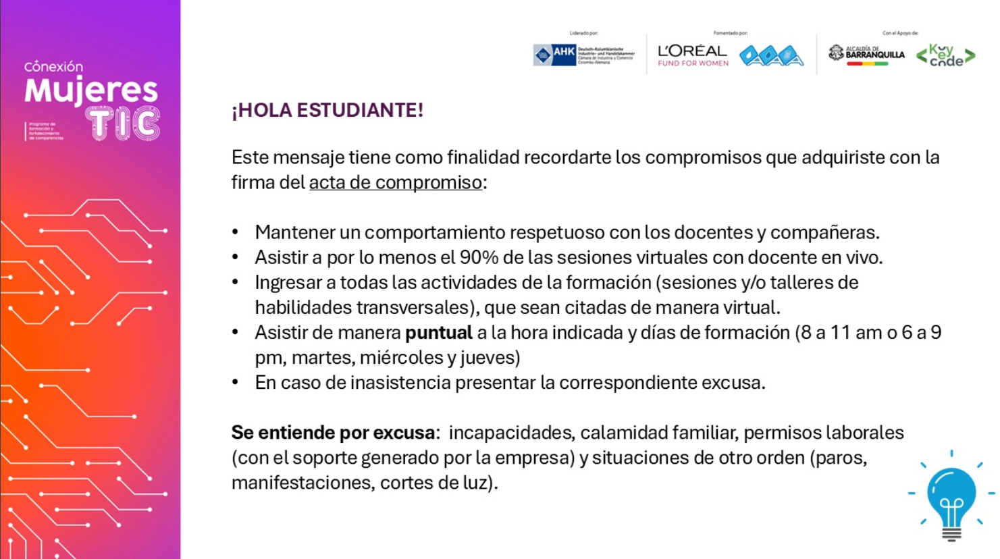 Conexión
Mujeres
TIC
Programa de
formación y
fortalecimiento
de competencias
Liderado por:
AHK
Deutsch-Kolumbianische
Industrie- und Handelskammer
Cámara de Industria y Comercio
Colombo-Alemana
Fomentado por:
L'ORÉAL
FUND FOR WOMEN
Con el Apoyo de:
ALCALDÍA DE
BARRANQUILLA
Key
code
¡HOLA ESTUDIANTE!
Este mensaje tiene como finalidad recordarte los compromisos que adquiriste con la
firma del acta de compromiso:
• Mantener un comportamiento respetuoso con los docentes y compañeras.
• Asistir a por lo menos el 90% de las sesiones virtuales con docente en vivo.
• Ingresar a todas las actividades de la formación (sesiones y/o talleres de
habilidades transversales), que sean citadas de manera virtual.
• Asistir de manera puntual a la hora indicada y días de formación (8 a 11 am o 6 a 9
pm, martes, miércoles y jueves)
• En caso de inasistencia presentar la correspondiente excusa.
Se entiende por excusa: incapacidades, calamidad familiar, permisos laborales
(con el soporte generado por la empresa) y situaciones de otro orden (paros,
manifestaciones, cortes de luz).